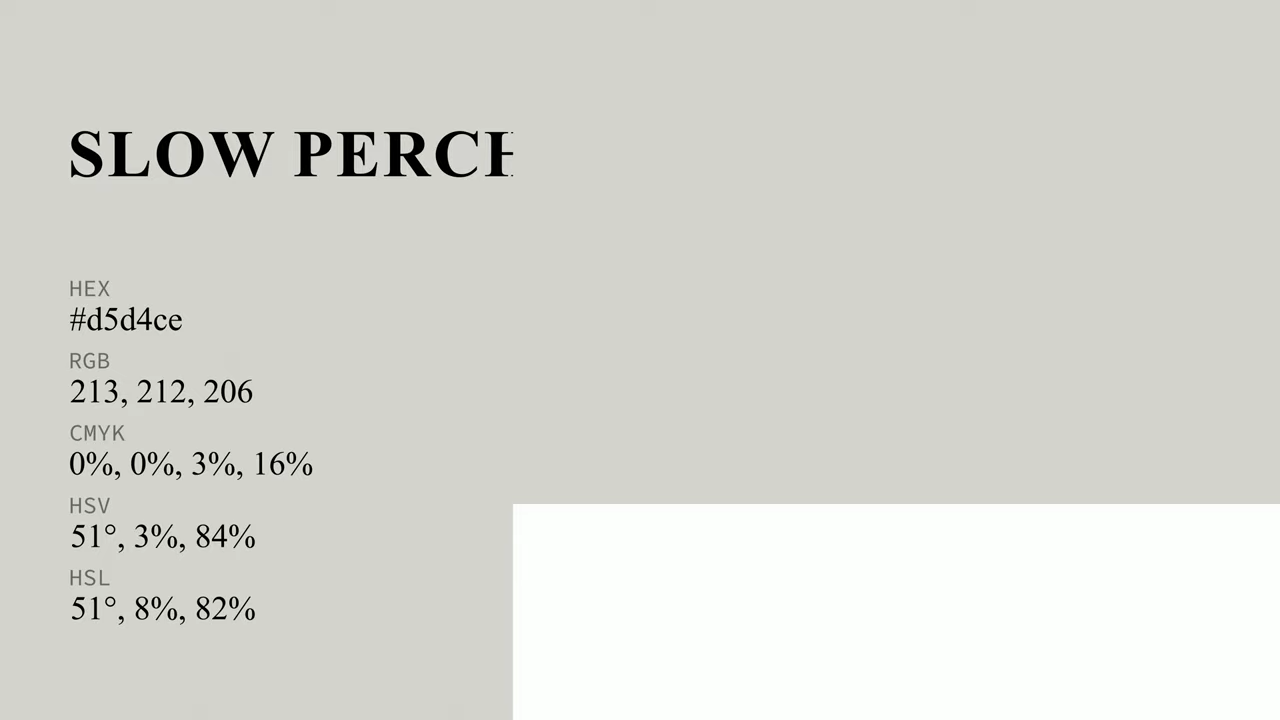 SLOW PERCH
HEX
#d5d4ce
RGB
213, 212, 206
CMYK
0%, 0%, 3%, 16%
HSV
51°, 3%, 84%
HSL
51°, 8%, 82%